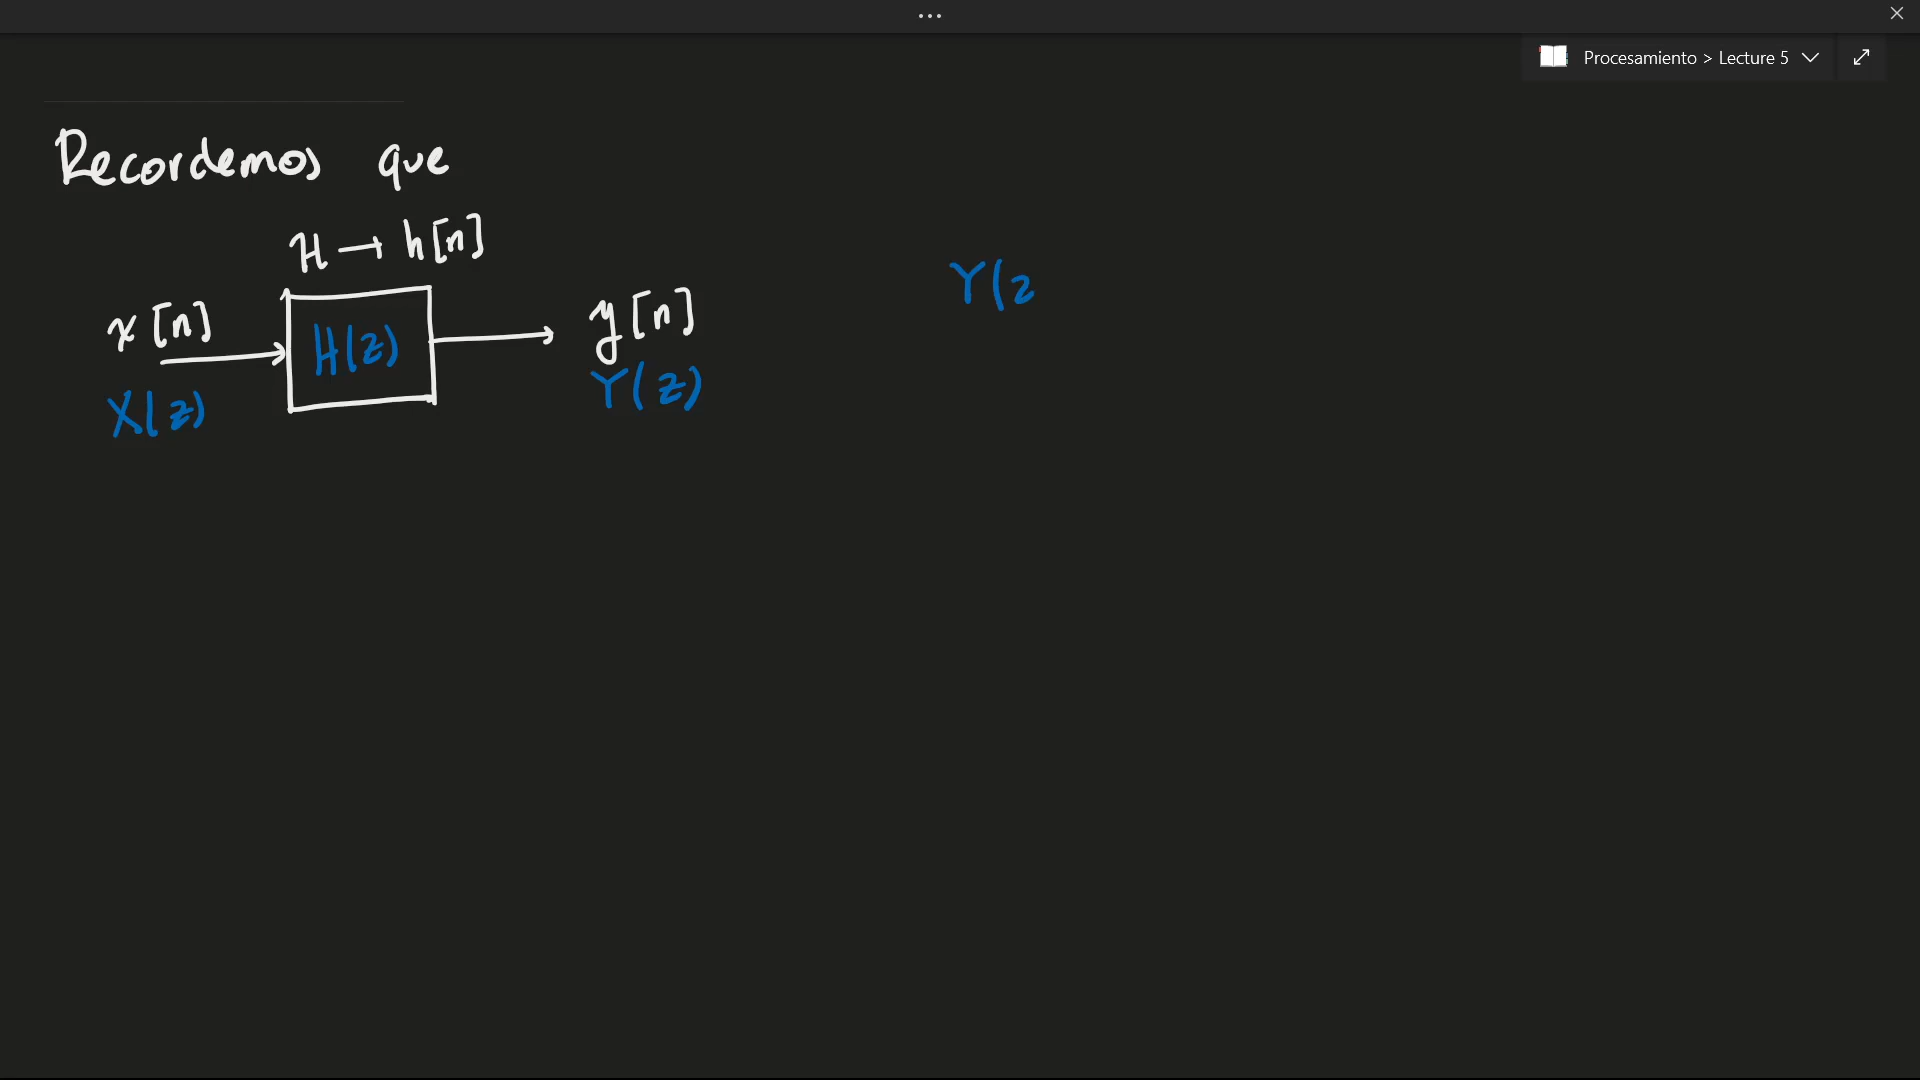 Procesamiento > Lecture 5
Recordemos que
H → h[n]
x[n]
H(z)
y[n]
X(z)
Y(z)
Y(z